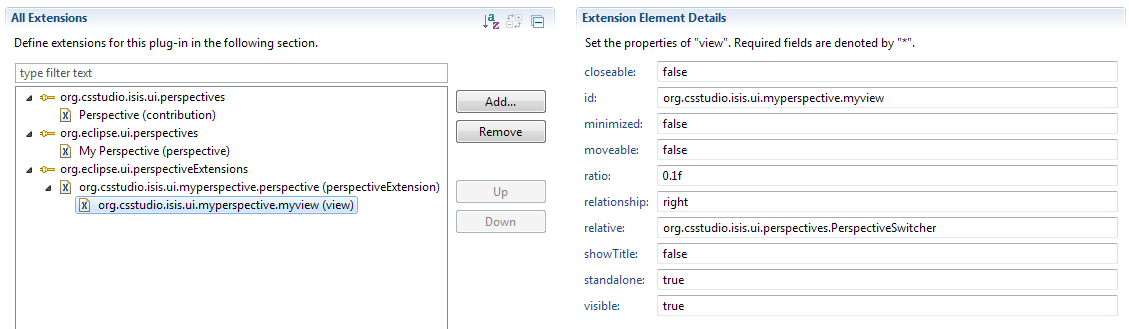 All Extensions
Define extensions for this plug-in in the following section.
type filter text
org.csstudio.isis.ui.perspectives
Perspective (contribution)
org.eclipse.ui.perspectives
My Perspective (perspective)
org.eclipse.ui.perspectiveExtensions
org.csstudio.isis.ui.myperspective.perspective (perspectiveExtension)
org.csstudio.isis.ui.myperspective.myview (view)
Add...
Remove
Up
Down
Extension Element Details
Set the properties of "view". Required fields are denoted by "*".
closeable: false
id: org.csstudio.isis.ui.myperspective.myview
minimized: false
moveable: false
ratio: 0.1f
relationship: right
relative: org.csstudio.isis.ui.perspectives.PerspectiveSwitcher
showTitle: false
standalone: true
visible: true